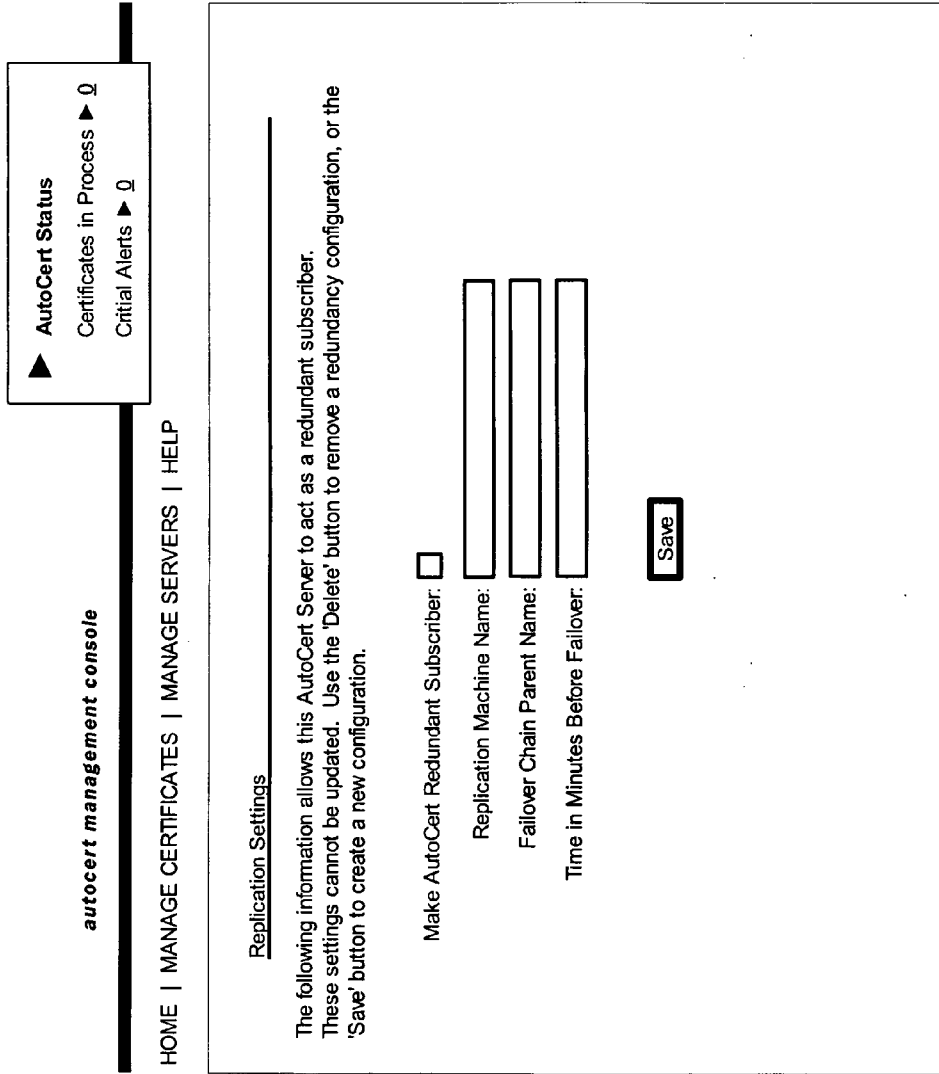 autocert management console
▶ AutoCert Status
Certificates in Process ▶ 0
Critial Alerts ▶ 0
HOME | MANAGE CERTIFICATES | MANAGE SERVERS | HELP
Replication Settings
The following information allows this AutoCert Server to act as a redundant subscriber.
These settings cannot be updated. Use the 'Delete' button to remove a redundancy configuration, or the
'Save' button to create a new configuration.
Make AutoCert Redundant Subscriber:
Replication Machine Name:
Failover Chain Parent Name:
Time in Minutes Before Failover:
Save